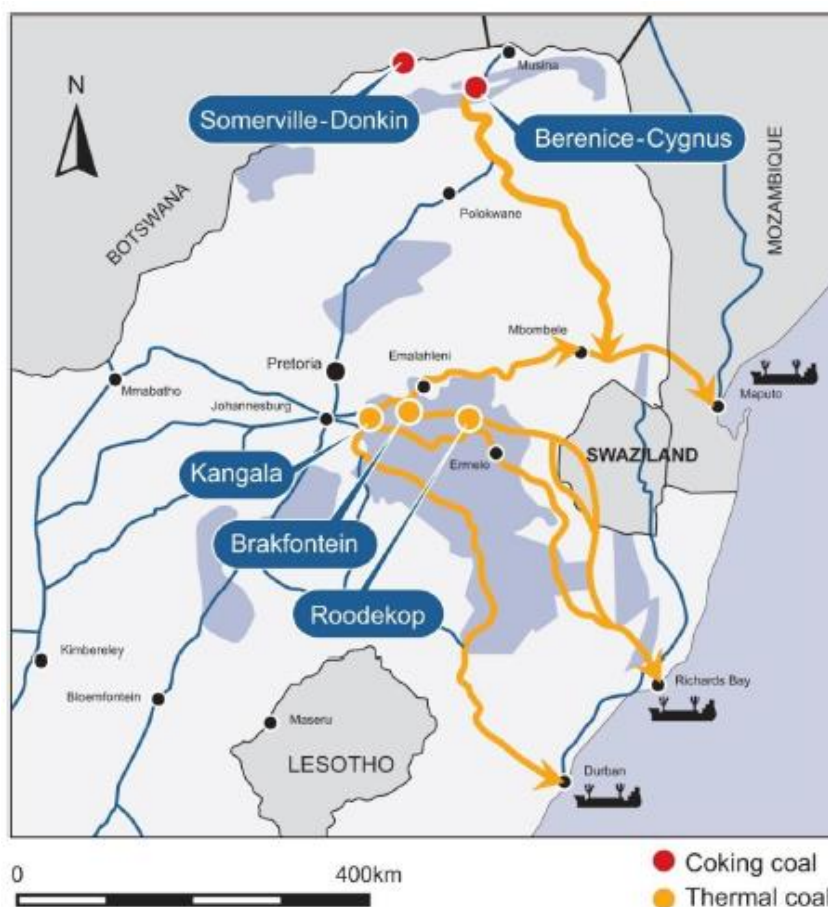 N
Musina
Somerville-Donkin
Berenice-Cygnus
MOZAMBIQUE
BOTSWANA
Polokwane
Mbombele
Emalahleni
Pretoria
Mmabatho
Johannesburg
Maputo
SWAZILAND
Kangala
Ermelo
Brakfontein
Roodekop
Kimbereley
Bloemfontein
Richards Bay
Maseru
LESOTHO
Durban
0
400km
Coking coal
Thermal coal